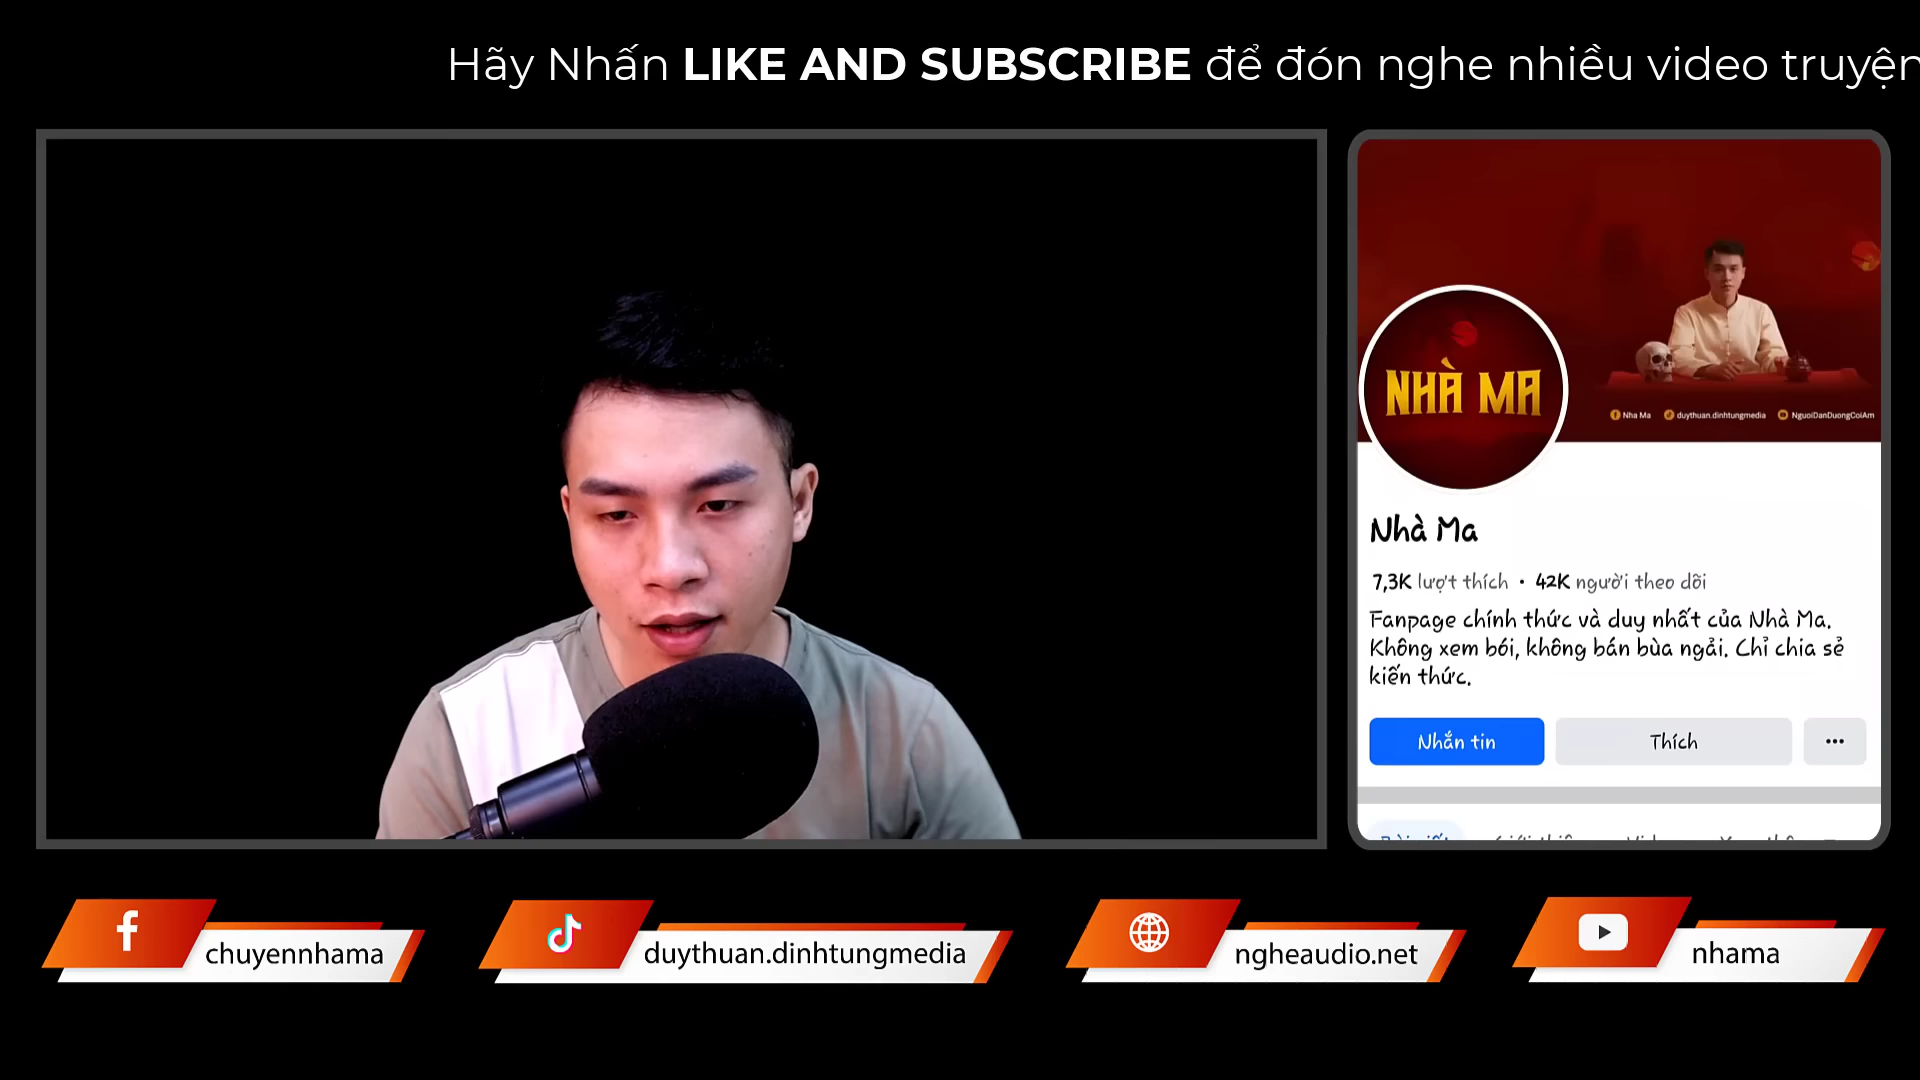 Hãy Nhấn LIKE AND SUBSCRIBE để đón nghe nhiều video truyện
NHÀ MA
Nha Ma duythuan.dinhtungmedia NguoiDanDuongCoiAm
Nhà Ma
7,3K lượt thích • 42K người theo dõi
Fanpage chính thức và duy nhất của Nhà Ma.
Không xem bói, không bán bùa ngải. Chỉ chia sẻ
kiến thức.
Nhắn tin Thích
chuyennhama
duythuan.dinhtungmedia
ngheaudio.net
nhama